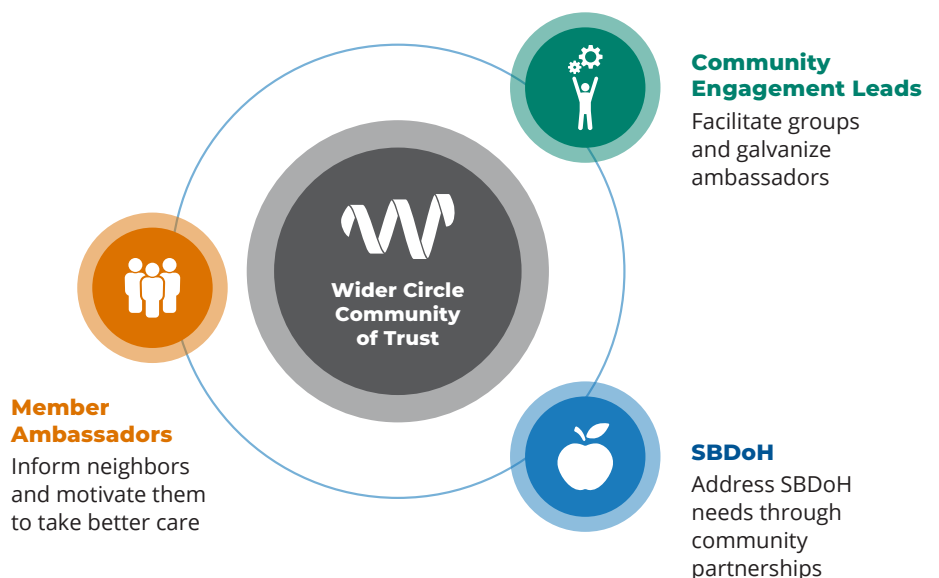 Community
Engagement Leads
Facilitate groups
and galvanize
ambassadors
Wider Circle
Community
of Trust
Member
Ambassadors
Inform neighbors
and motivate them
to take better care
SBDoH
Address SBDoH
needs through
community
partnerships